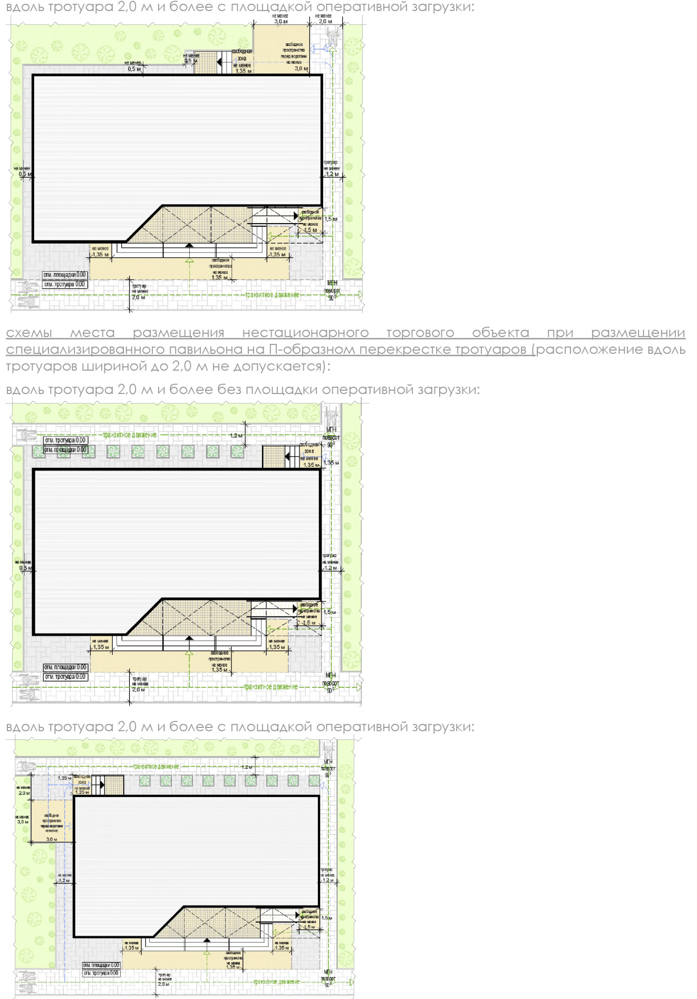 вдоль тротуара 2,0 м и более с площадкой оперативной загрузки:
не менее
3,0 м
не менее
2,0 м
свободное
пространство
перед воротами
не менее
3,0 м
свободная
зона
не менее
1,35 м
не менее
0,5 м
не менее
0,5 м
не менее
0,5 м
тротуар
не менее
1,2 м
свободное
пространство
не менее
1,5 м
1,5 м
не менее
1,35 м
не менее
1,35 м
свободное
пространство
не менее
1,35 м
отм. площадки 0.00
отм. тротуара 0.00
тротуар
не менее
2,0 м
транзитное движение
МГН
поворот
90°
схемы места размещения нестационарного торгового объекта при размещении
специализированного павильона на П-образном перекрестке тротуаров (расположение вдоль
тротуаров шириной до 2,0 м не допускается):
вдоль тротуара 2,0 м и более без площадки оперативной загрузки:
транзитное движение
1,2 м
МГН
поворот
90°
отм. тротуара 0.00
отм. площадки 0.00
свободная
зона
не менее
1,35 м
1,35 м
не менее
0,5 м
тротуар
не менее
1,2 м
свободное
пространство
не менее
1,5 м
1,5 м
не менее
1,35 м
не менее
1,35 м
свободное
пространство
не менее
1,35 м
отм. площадки 0.00
отм. тротуара 0.00
тротуар
не менее
2,0 м
транзитное движение
МГН
поворот
90°
вдоль тротуара 2,0 м и более с площадкой оперативной загрузки:
транзитное движение
1,2 м
МГН
поворот
90°
1,35 м
свободная
зона
не менее
1,35 м
не менее
2,0 м
не менее
3,0 м
свободное
пространство
перед воротами
не менее
3,0 м
не менее
1,2 м
тротуар
не менее
1,2 м
свободное
пространство
не менее
1,5 м
1,5 м
не менее
1,35 м
не менее
1,35 м
свободное
пространство
не менее
1,35 м
отм. площадки 0.00
отм. тротуара 0.00
тротуар
не менее
2,0 м
транзитное движение
МГН
поворот
90°